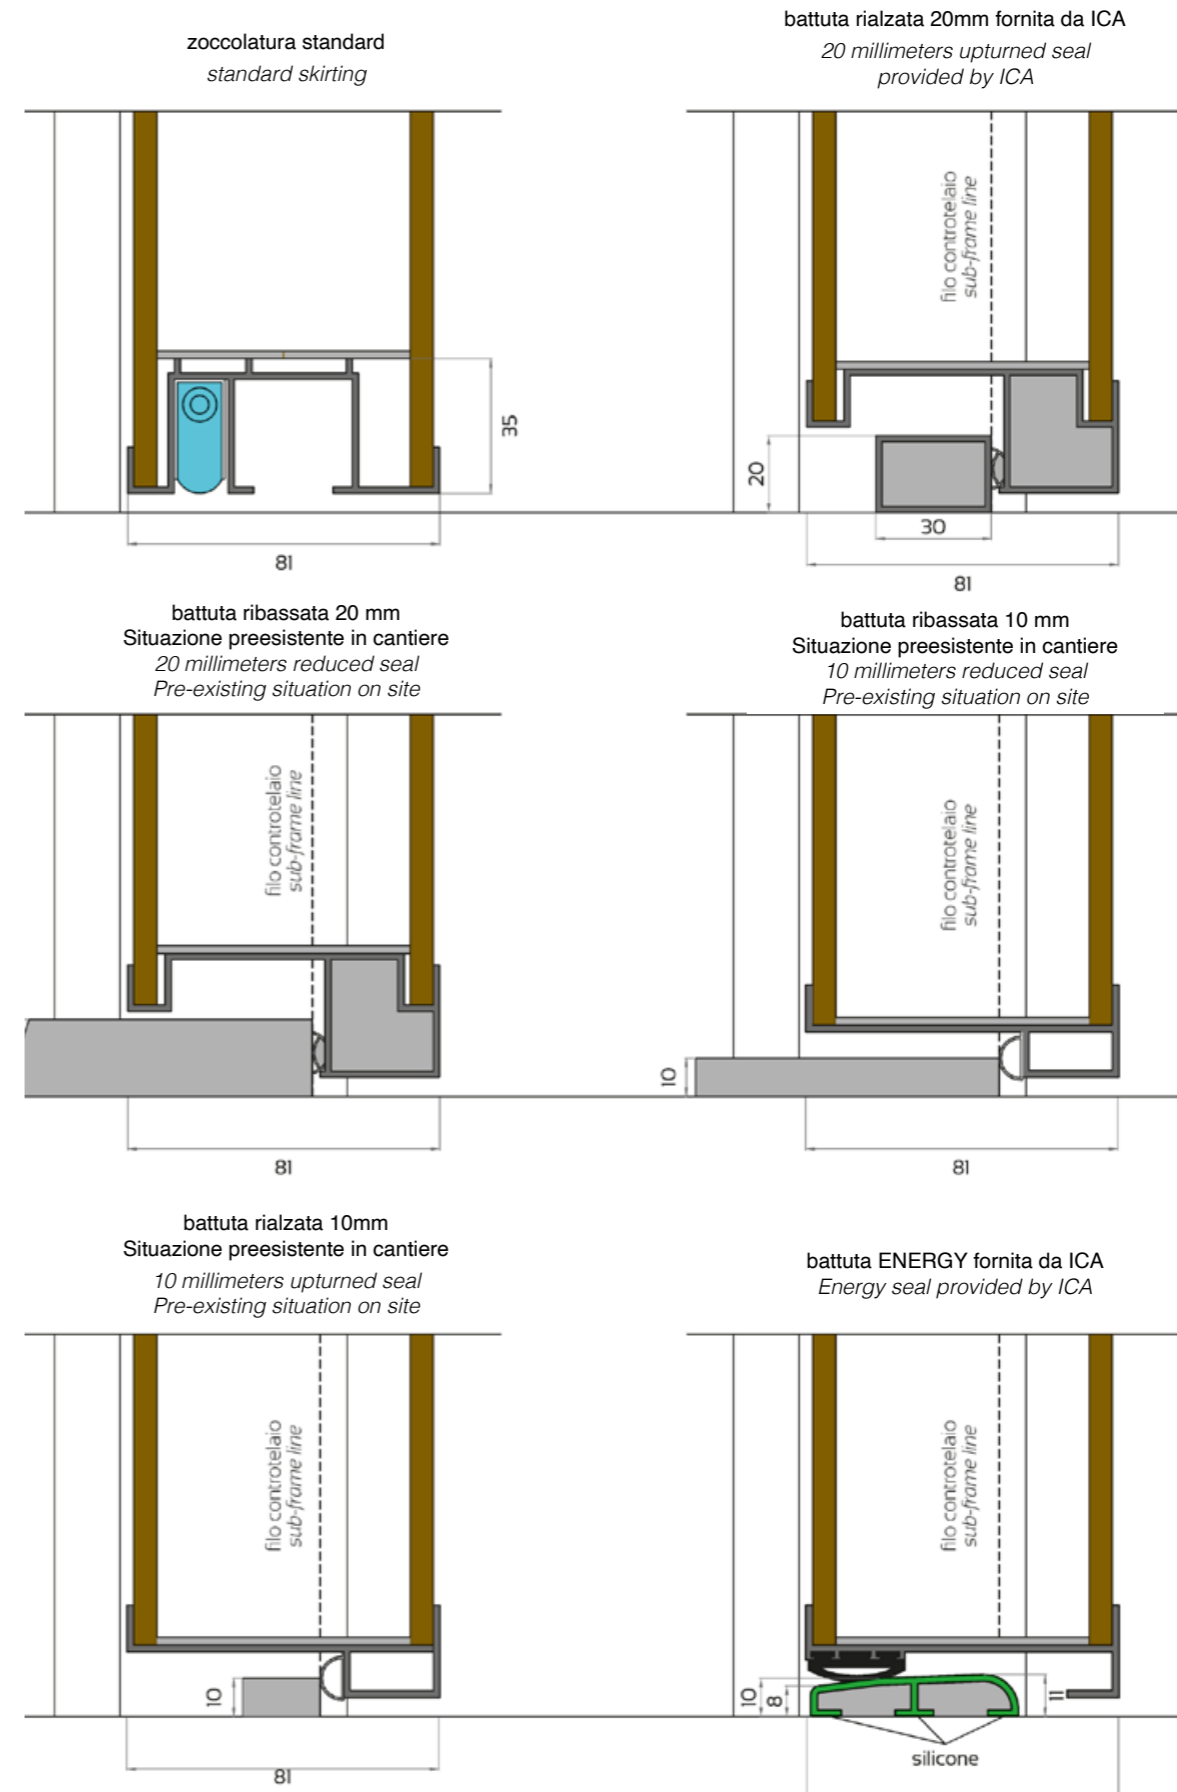 zoccolatura standard
standard skirting
35
81
battuta rialzata 20mm fornita da ICA
20 millimeters upturned seal
provided by ICA
filo controtelaio
sub-frame line
20
30
81
battuta ribassata 20 mm
Situazione preesistente in cantiere
20 millimeters reduced seal
Pre-existing situation on site
filo controtelaio
sub-frame line
81
battuta ribassata 10 mm
Situazione preesistente in cantiere
10 millimeters reduced seal
Pre-existing situation on site
filo controtelaio
sub-frame line
10
81
battuta rialzata 10mm
Situazione preesistente in cantiere
10 millimeters upturned seal
Pre-existing situation on site
filo controtelaio
sub-frame line
10
81
battuta ENERGY fornita da ICA
Energy seal provided by ICA
filo controtelaio
sub-frame line
10
8
11
silicone